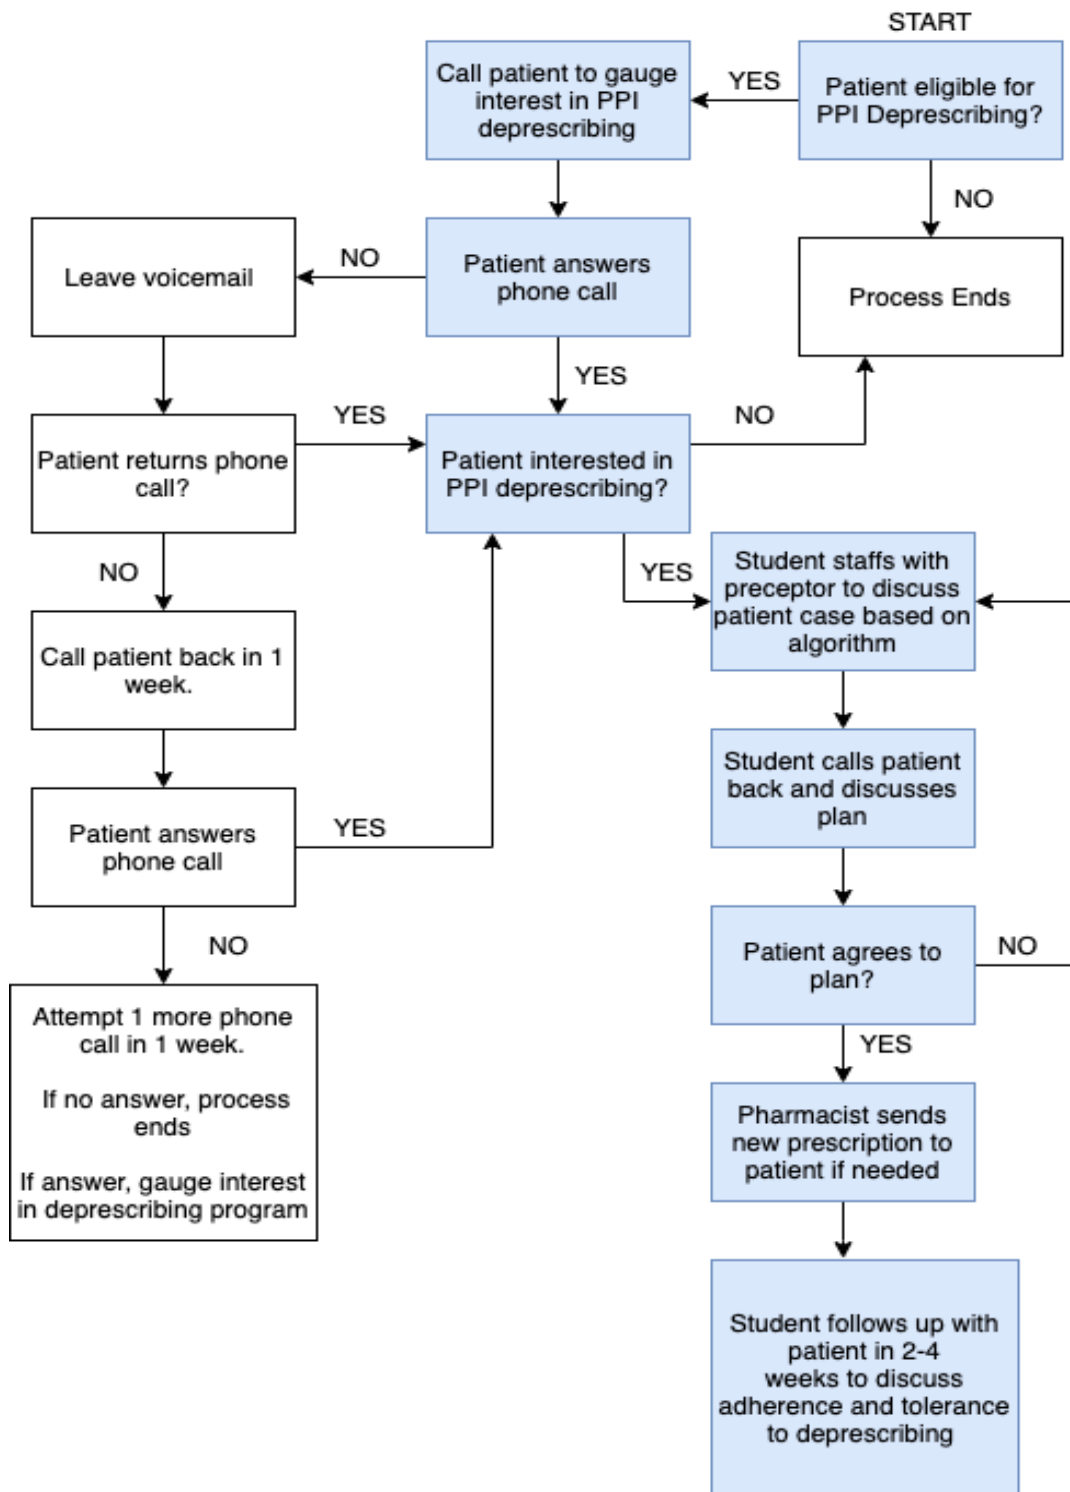 START
Patient eligible for
PPI Deprescribing?
YES
Call patient to gauge
interest in PPI
deprescribing
NO
Process Ends
Patient answers
phone call
NO
Leave voicemail
YES
Patient returns phone
call?
YES
Patient interested in
PPI deprescribing?
NO
NO
Call patient back in 1
week.
Patient answers
phone call
YES
NO
Attempt 1 more phone
call in 1 week.
If no answer, process
ends
If answer, gauge interest
in deprescribing program
YES
Student staffs with
preceptor to discuss
patient case based on
algorithm
Student calls patient
back and discusses
plan
Patient agrees to
plan?
NO
YES
Pharmacist sends
new prescription to
patient if needed
Student follows up with
patient in 2-4
weeks to discuss
adherence and tolerance
to deprescribing